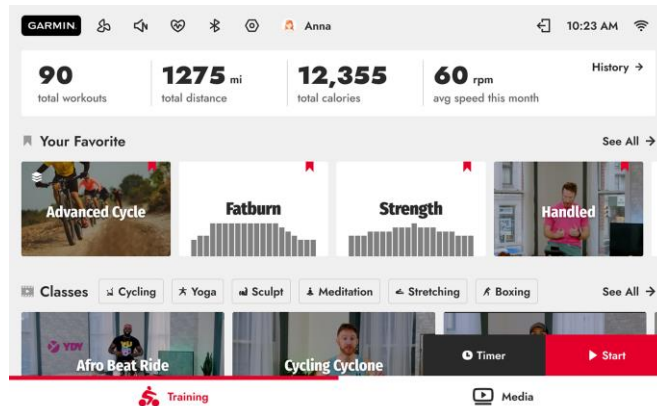 GARMIN. Anna 10:23 AM
90 1275 mi 12,355 60 rpm History →
total workouts total distance total calories avg speed this month
Your Favorite See All →
Advanced Cycle Fatburn Strength Handled
Classes Cycling Yoga Sculpt Meditation Stretching Boxing See All →
YDY
Afro Beat Ride Cycling Cyclone Timer Start
Training Media